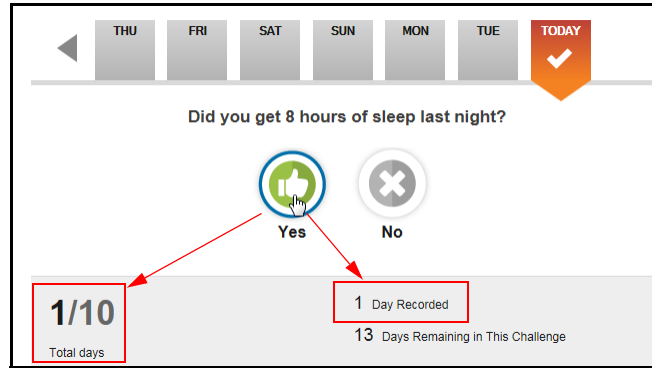 THU FRI SAT SUN MON TUE TODAY
Did you get 8 hours of sleep last night?
Yes No
1/10
Total days
1 Day Recorded
13 Days Remaining in This Challenge